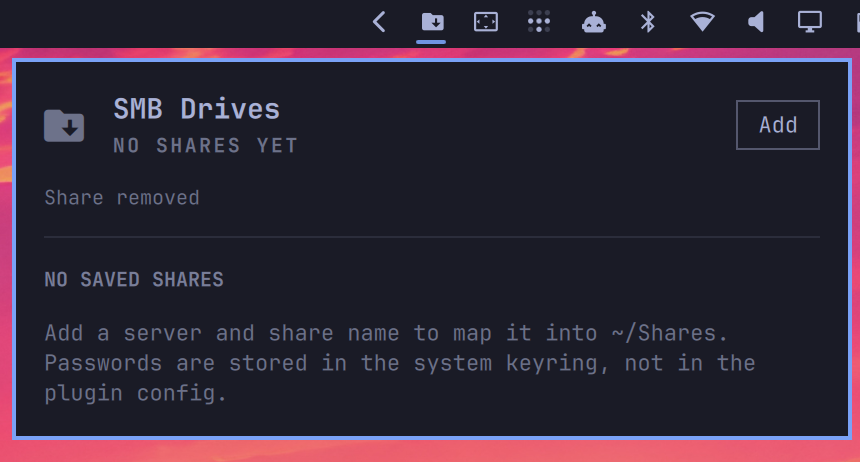 SMB Drives
NO SHARES YET
Add
Share removed
NO SAVED SHARES
Add a server and share name to map it into ~/Shares.
Passwords are stored in the system keyring, not in the
plugin config.